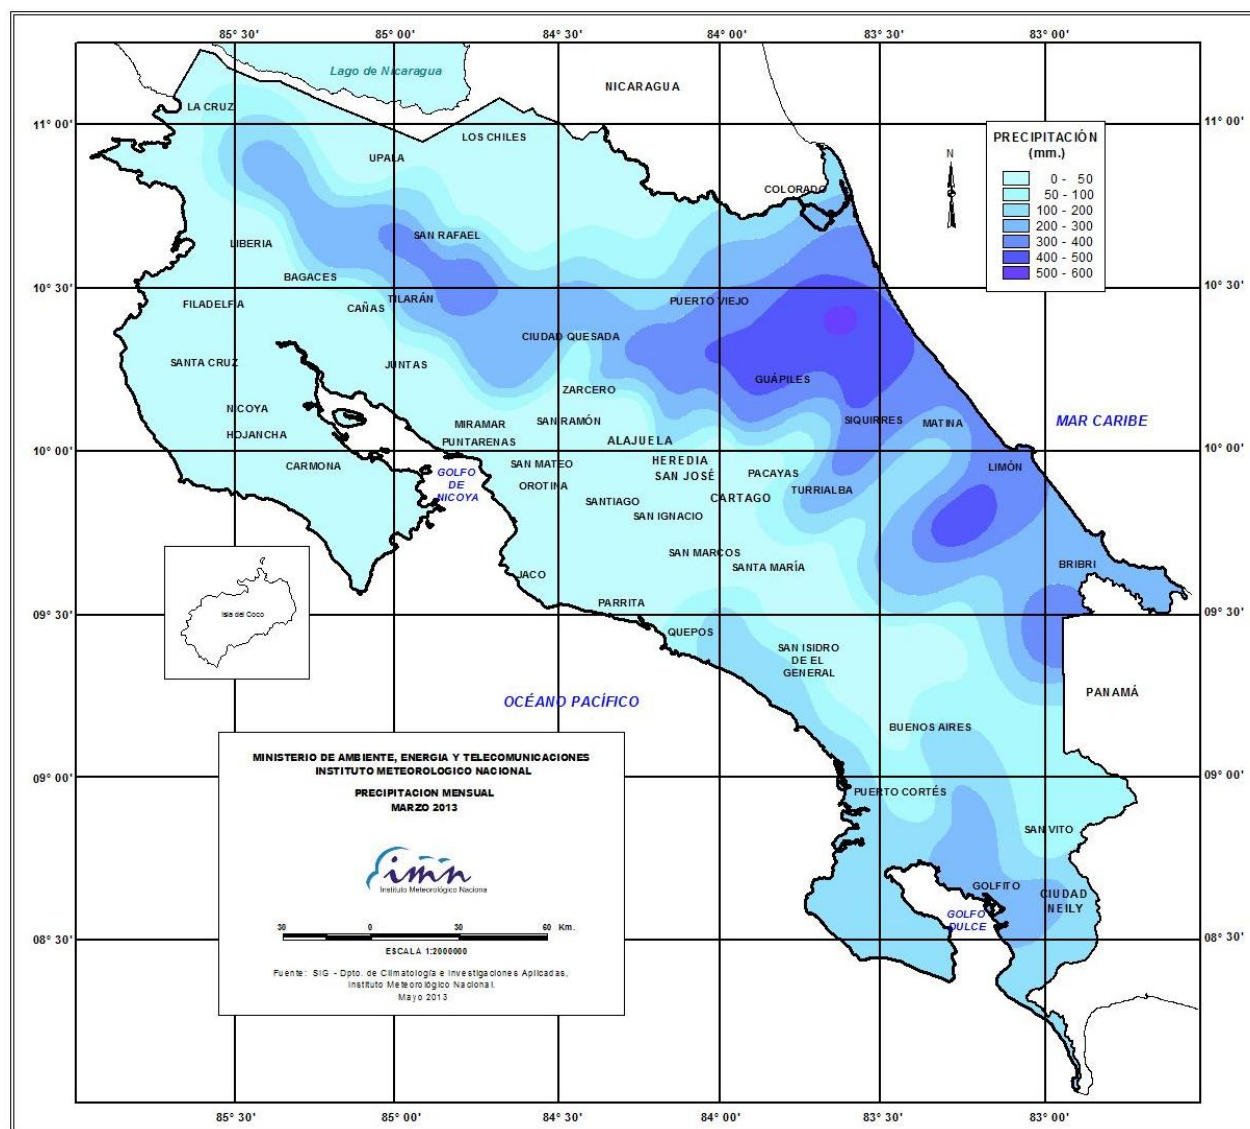 85° 30'
85° 00'
84° 30'
84° 00'
83° 30'
83° 00'
Lago de Nicaragua
NICARAGUA
LA CRUZ
11° 00'
LOS CHILES
11° 00'
PRECIPITACIÓN
(mm.)
0 - 50
50 - 100
100 - 200
200 - 300
300 - 400
400 - 500
500 - 600
N
UPALA
COLORADO
LIBERIA
SAN RAFAEL
BAGACES
10° 30'
10° 30'
FILADELFIA
CAÑAS
TILARÁN
PUERTO VIEJO
CIUDAD QUESADA
SANTA CRUZ
JUNTAS
GUÁPILES
ZARCERO
NICOYA
MIRAMAR
SAN RAMÓN
SIQUIRRES
MATINA
MAR CARIBE
HOJANCHA
PUNTARENAS
ALAJUELA
10° 00'
10° 00'
CARMONA
GOLFO
DE
NICOYA
SAN MATEO
HEREDIA
LIMÓN
OROTINA
SAN JOSÉ
PACAYAS
SANTIAGO
CARTAGO
TURRIALBA
SAN IGNACIO
SAN MARCOS
SANTA MARÍA
BRIBRI
JACO
PARRITA
Isla del Coco
09° 30'
09° 30'
QUEPOS
SAN ISIDRO
DE EL
GENERAL
OCÉANO PACÍFICO
PANAMÁ
BUENOS AIRES
09° 00'
09° 00'
PUERTO CORTÉS
SAN VITO
GOLFITO
CIUDAD
NEILY
GOLFO
DULCE
08° 30'
08° 30'
MINISTERIO DE AMBIENTE, ENERGIA Y TELECOMUNICACIONES
INSTITUTO METEOROLOGICO NACIONAL
PRECIPITACION MENSUAL
MARZO 2013
imn
Instituto Meteorológico Naciona
30 0 30 60 Km.
ESCALA 1:2000000
Fuente: SIG - Dpto. de Climatología e Investigaciones Aplicadas,
Instituto Meteorológico Nacional.
Mayo 2013
85° 30'
85° 00'
84° 30'
84° 00'
83° 30'
83° 00'